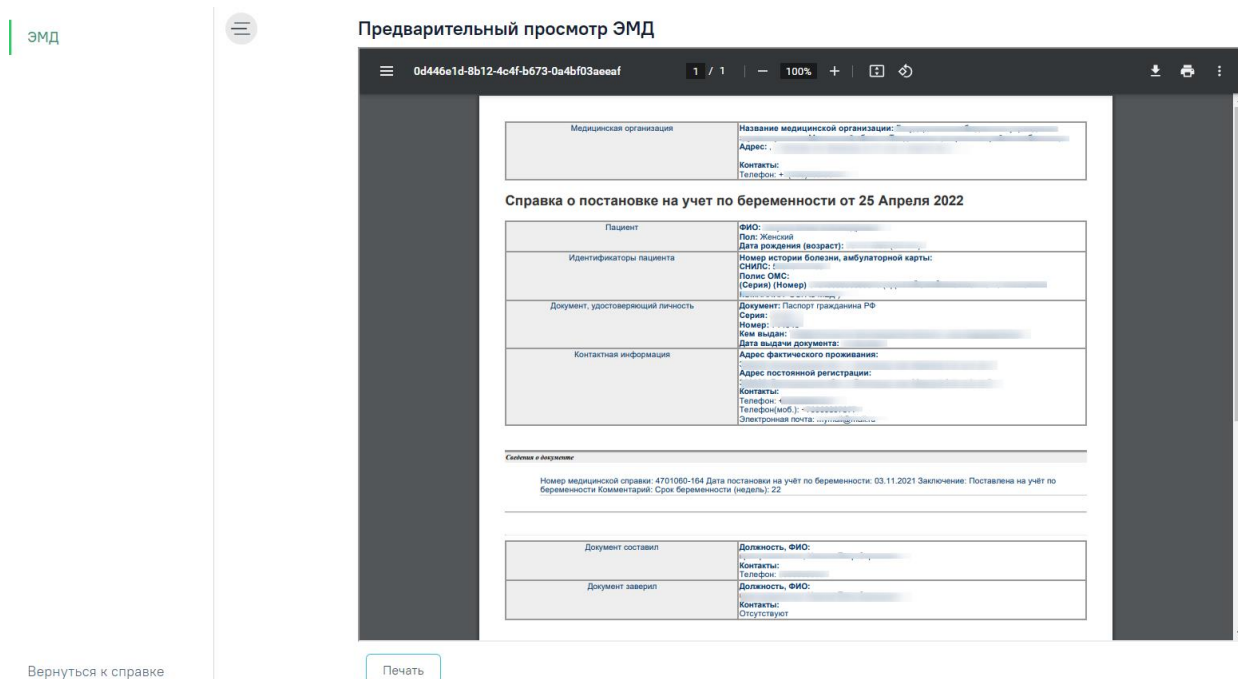 ЭМД
Предварительный просмотр ЭМД
0d446e1d-8b12-4c4f-b673-0a4bf03aeeaf
1 / 1
100%
Медицинская организация
Название медицинской организации:
Адрес: ,
Контакты:
Телефон: +
Справка о постановке на учет по беременности от 25 Апреля 2022
Пациент
ФИО:
Пол: Женский
Дата рождения (возраст):
Идентификаторы пациента
Номер истории болезни, амбулаторной карты:
СНИЛС:
Полис ОМС:
(Серия) (Номер)
Документ, удостоверяющий личность
Документ: Паспорт гражданина РФ
Серия:
Номер:
Кем выдан:
Дата выдачи документа:
Контактная информация
Адрес фактического проживания:
Адрес постоянной регистрации:
Контакты:
Телефон:
Телефон(моб.):
Электронная почта:
Сведения о документе
Номер медицинской справки: 4701060-164 Дата постановки на учёт по беременности: 03.11.2021 Заключение: Поставлена на учёт по
беременности Комментарий: Срок беременности (недель): 22
Документ составил
Должность, ФИО:
Контакты:
Телефон:
Документ заверил
Должность, ФИО:
Контакты:
Отсутствуют
Вернуться к справке
Печать